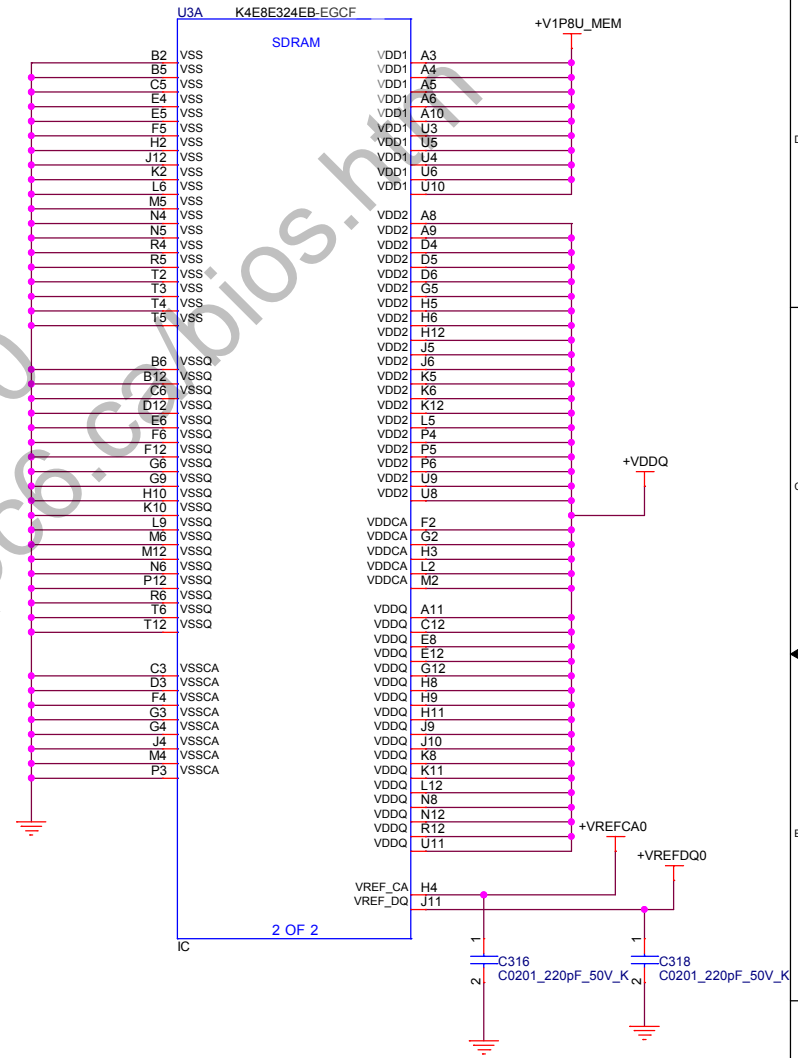 U3A K4E8E324EB-EGCF
SDRAM
+V1P8U_MEM
B2 VSS VDD1 A3
B5 VSS VDD1 A4
C5 VSS VDD1 A5
E4 VSS VDD1 A6
E5 VSS VDD1 A10
F5 VSS VDD1 U3
H2 VSS VDD1 U5
J12 VSS VDD1 U4
K2 VSS VDD1 U6
L6 VSS VDD1 U10
M5 VSS
N4 VSS VDD2 A8
N5 VSS VDD2 A9
R4 VSS VDD2 D4
R5 VSS VDD2 D5
T2 VSS VDD2 D6
T3 VSS VDD2 G5
T4 VSS VDD2 H5
T5 VSS VDD2 H6
VDD2 H12
VDD2 J5
B6 VSSQ VDD2 J6
B12 VSSQ VDD2 K5
C6 VSSQ VDD2 K6
D12 VSSQ VDD2 K12
E6 VSSQ VDD2 L5
F6 VSSQ VDD2 P4
F12 VSSQ VDD2 P5
G6 VSSQ VDD2 P6
G9 VSSQ VDD2 U9
H10 VSSQ VDD2 U8
+VDDQ
K10 VSSQ
L9 VSSQ VDDCA F2
M6 VSSQ VDDCA G2
M12 VSSQ VDDCA H3
N6 VSSQ VDDCA L2
P12 VSSQ VDDCA M2
R6 VSSQ
T6 VSSQ VDDQ A11
T12 VSSQ VDDQ C12
VDDQ E8
VDDQ E12
C3 VSSCA VDDQ G12
D3 VSSCA VDDQ H8
F4 VSSCA VDDQ H9
G3 VSSCA VDDQ H11
G4 VSSCA VDDQ J9
J4 VSSCA VDDQ J10
M4 VSSCA VDDQ K8
P3 VSSCA VDDQ K11
VDDQ L12
VDDQ N8
VDDQ N12
VDDQ R12
VDDQ U11
+VREFCA0
+VREFDQ0
VREF_CA H4
VREF_DQ J11
2 OF 2
IC
1 1
C316 C318
C0201_220pF_50V_K C0201_220pF_50V_K
2 2
c6.ca/bios.htm